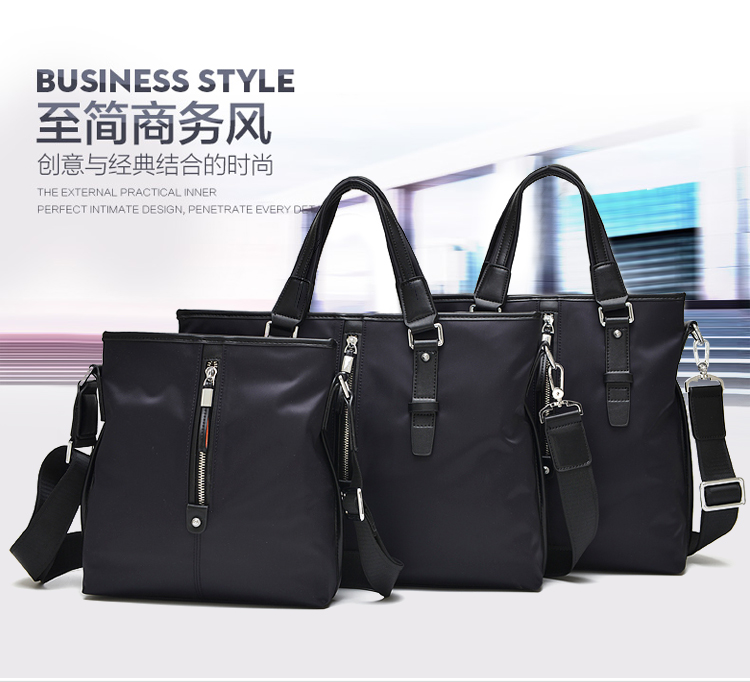 BUSINESS STYLE
至简商务风
创意与经典结合的时尚
THE EXTERNAL PRACTICAL INNER
PERFECT INTIMATE DESIGN, PENETRATE EVERY DET